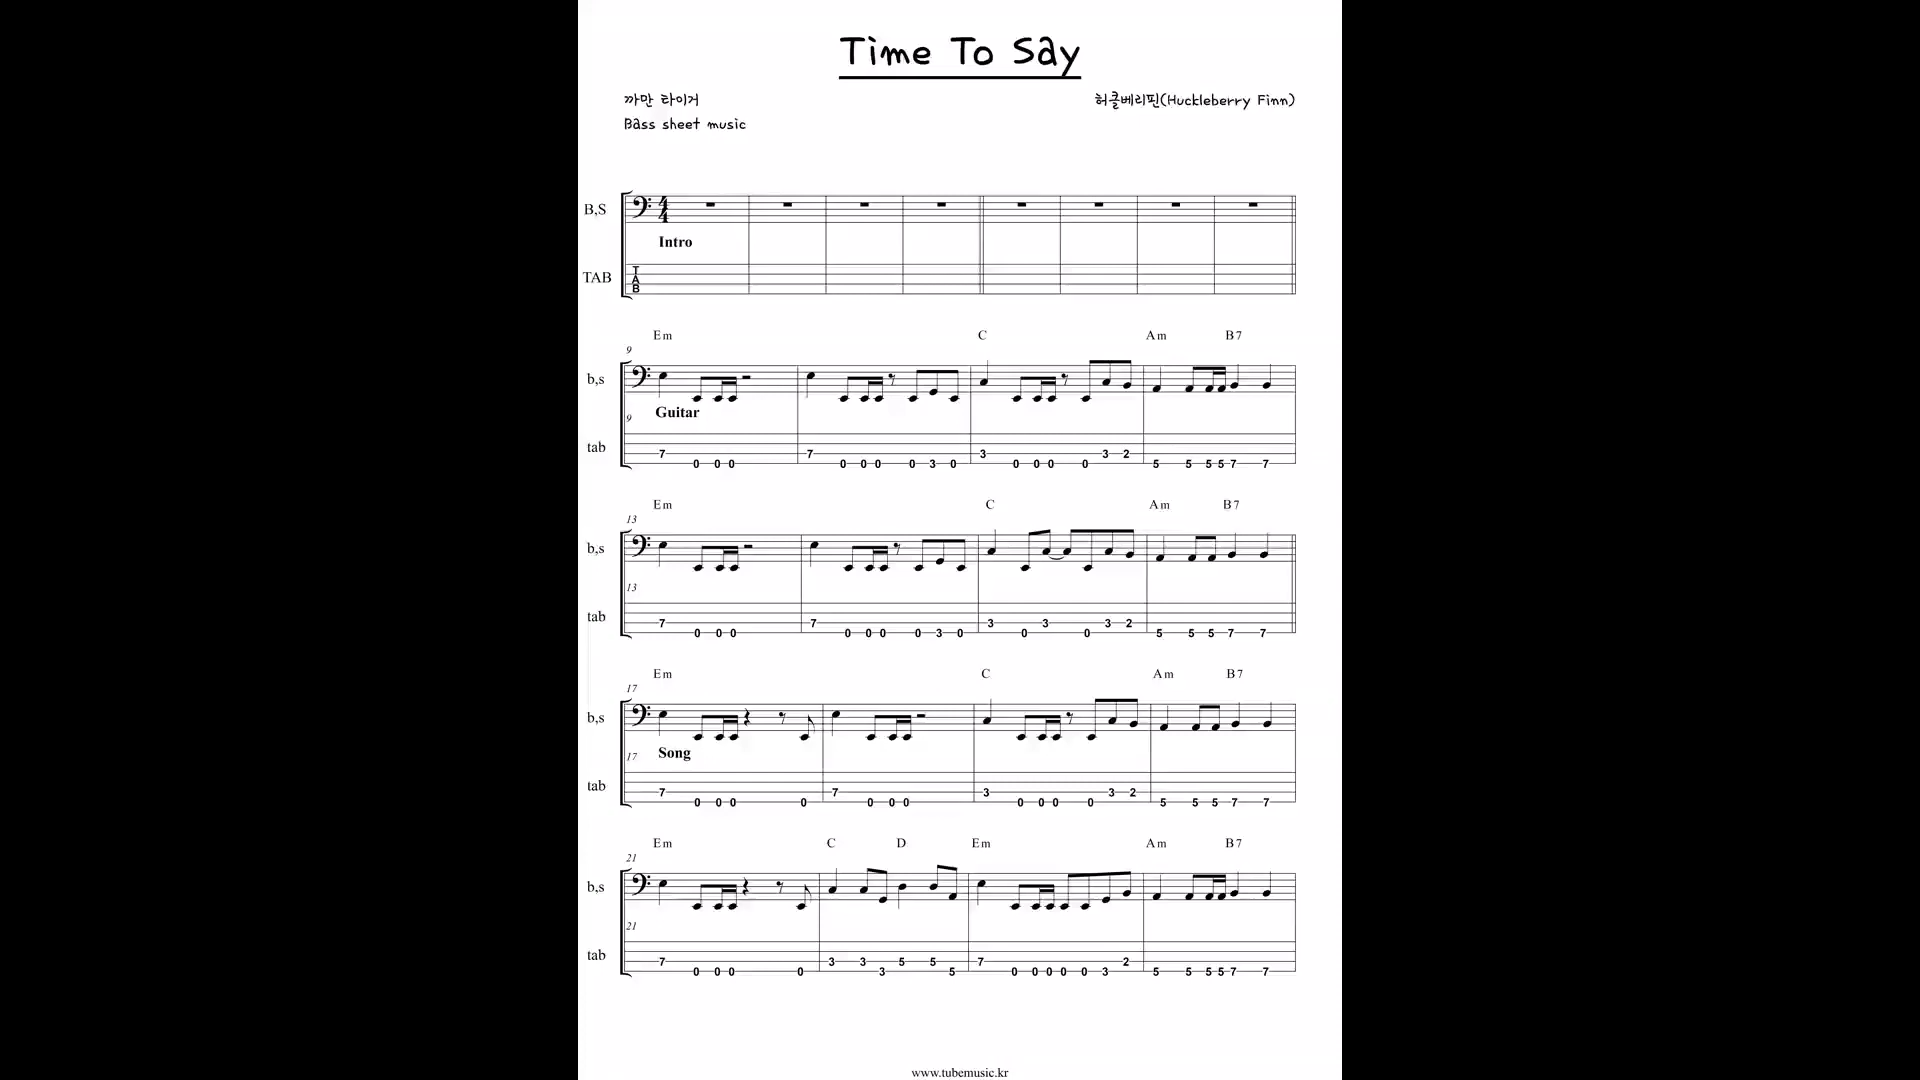 Time To Say
까만 타이거 허클베리핀(Huckleberry Finn)
Bass sheet music
B,S
Intro
TAB
T
A
B
Em C Am B7
9
b,s
Guitar
9
tab
7 0 0 0 7 0 0 0 0 3 0 3 0 0 0 0 3 2 5 5 5 5 7 7
Em C Am B7
13
b,s
13
tab
7 0 0 0 7 0 0 0 0 3 0 3 0 3 0 3 2 5 5 5 7 7
Em C Am B7
17
b,s
Song
17
tab
7 0 0 0 0 7 0 0 0 3 0 0 0 0 3 2 5 5 5 7 7
Em C D Em Am B7
21
b,s
21
tab
7 0 0 0 0 3 3 3 5 5 5 7 0 0 0 0 0 3 2 5 5 5 5 7 7
www.tubemusic.kr